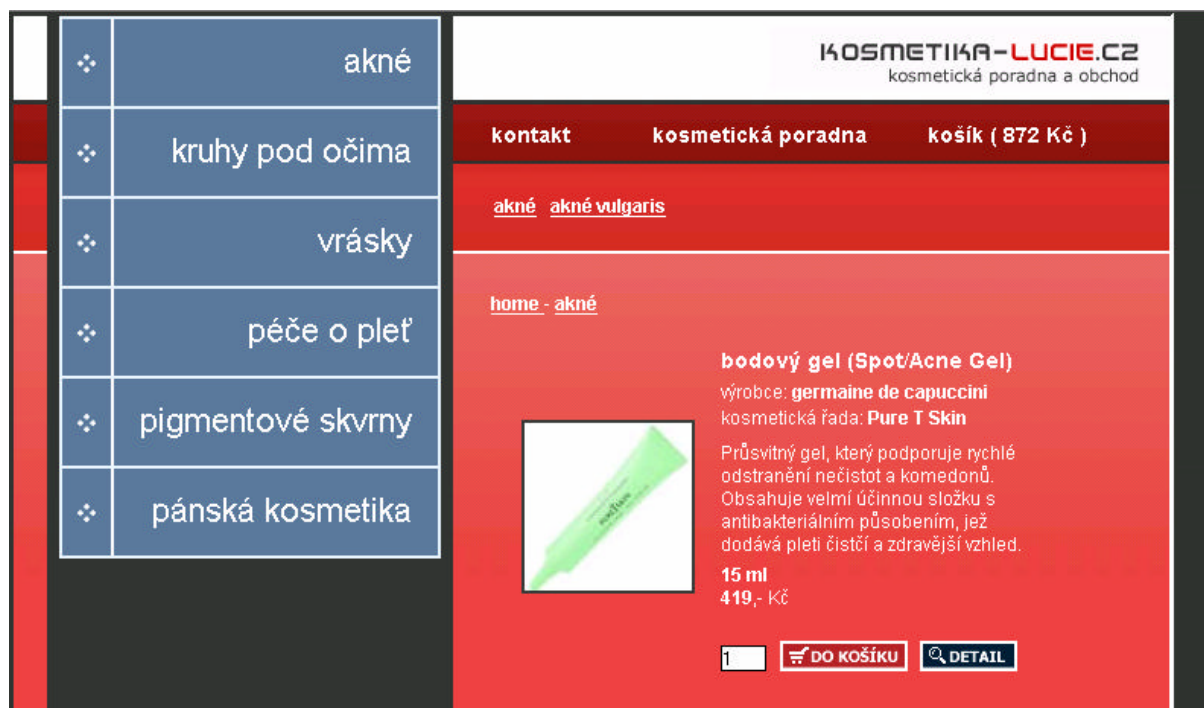 akné
kruhy pod očima
vrásky
péče o pleť
pigmentové skvrny
pánská kosmetika
KOSMETIKA-LUCIE.CZ
kosmetická poradna a obchod
kontakt kosmetická poradna košík ( 872 Kč )
akné akné vulgaris
home - akné
bodový gel (Spot/Acne Gel)
výrobce: germaine de capuccini
kosmetická řada: Pure T Skin
Průsvitný gel, který podporuje rychlé
odstranění nečistot a komedonů.
Obsahuje velmí účinnou složku s
antibakteriálním působením, jež
dodává pleti čistčí a zdravější vzhled.
15 ml
419,- Kč
1 DO KOŠÍKU DETAIL